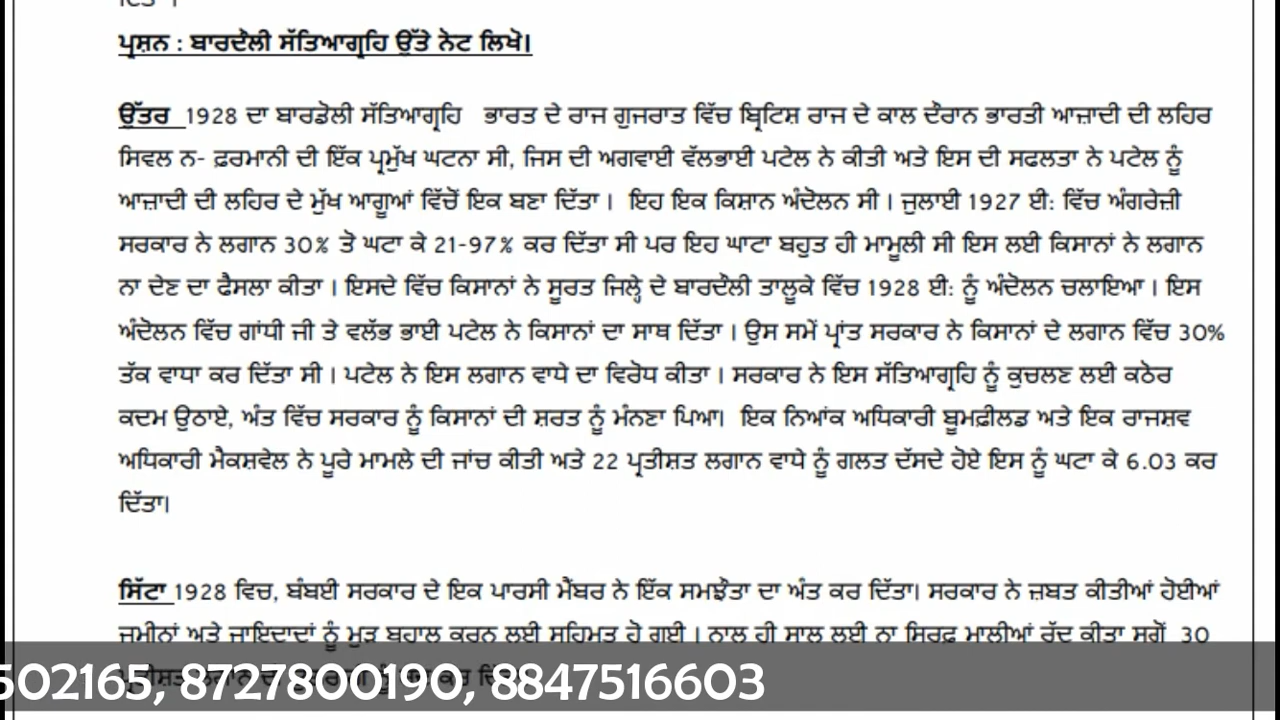 ਪ੍ਰਸ਼ਨ : ਬਾਰਦੌਲੀ ਸੱਤਿਆਗ੍ਰਹਿ ਉੱਤੇ ਨੋਟ ਲਿਖੋ।
ਉੱਤਰ 1928 ਦਾ ਬਾਰਡੋਲੀ ਸੱਤਿਆਗ੍ਰਹਿ ਭਾਰਤ ਦੇ ਰਾਜ ਗੁਜਰਾਤ ਵਿੱਚ ਬ੍ਰਿਟਿਸ਼ ਰਾਜ ਦੇ ਕਾਲ ਦੌਰਾਨ ਭਾਰਤੀ ਆਜ਼ਾਦੀ ਦੀ ਲਹਿਰ
ਸਿਵਲ ਨ- ਫ਼ਰਮਾਨੀ ਦੀ ਇੱਕ ਪ੍ਰਮੁੱਖ ਘਟਨਾ ਸੀ, ਜਿਸ ਦੀ ਅਗਵਾਈ ਵੱਲਭਾਈ ਪਟੇਲ ਨੇ ਕੀਤੀ ਅਤੇ ਇਸ ਦੀ ਸਫਲਤਾ ਨੇ ਪਟੇਲ ਨੂੰ
ਆਜ਼ਾਦੀ ਦੀ ਲਹਿਰ ਦੇ ਮੁੱਖ ਆਗੂਆਂ ਵਿੱਚੋਂ ਇਕ ਬਣਾ ਦਿੱਤਾ । ਇਹ ਇਕ ਕਿਸ਼ਾਨ ਅੰਦੋਲਨ ਸੀ । ਜੁਲਾਈ 1927 ਈ: ਵਿੱਚ ਅੰਗਰੇਜ਼ੀ
ਸਰਕਾਰ ਨੇ ਲਗਾਨ 30% ਤੋਂ ਘਟਾ ਕੇ 21-97% ਕਰ ਦਿੱਤਾ ਸੀ ਪਰ ਇਹ ਘਾਟਾ ਬਹੁਤ ਹੀ ਮਾਮੂਲੀ ਸੀ ਇਸ ਲਈ ਕਿਸਾਨਾਂ ਨੇ ਲਗਾਨ
ਨਾ ਦੇਣ ਦਾ ਫੈਸਲਾ ਕੀਤਾ । ਇਸਦੇ ਵਿੱਚ ਕਿਸਾਨਾਂ ਨੇ ਸੂਰਤ ਜਿਲ੍ਹੇ ਦੇ ਬਾਰਦੌਲੀ ਤਾਲੂਕੇ ਵਿੱਚ 1928 ਈ: ਨੂੰ ਅੰਦੋਲਨ ਚਲਾਇਆ । ਇਸ
ਅੰਦੋਲਨ ਵਿੱਚ ਗਾਂਧੀ ਜੀ ਤੇ ਵਲੱਭ ਭਾਈ ਪਟੇਲ ਨੇ ਕਿਸਾਨਾਂ ਦਾ ਸਾਥ ਦਿੱਤਾ । ਉਸ ਸਮੇਂ ਪ੍ਰਾਂਤ ਸਰਕਾਰ ਨੇ ਕਿਸਾਨਾਂ ਦੇ ਲਗਾਨ ਵਿੱਚ 30%
ਤੱਕ ਵਾਧਾ ਕਰ ਦਿੱਤਾ ਸੀ । ਪਟੇਲ ਨੇ ਇਸ ਲਗਾਨ ਵਾਧੇ ਦਾ ਵਿਰੋਧ ਕੀਤਾ । ਸਰਕਾਰ ਨੇ ਇਸ ਸੱਤਿਆਗ੍ਰਹਿ ਨੂੰ ਕੁਚਲਣ ਲਈ ਕਠੋਰ
ਕਦਮ ਉਠਾਏ, ਅੰਤ ਵਿੱਚ ਸਰਕਾਰ ਨੂੰ ਕਿਸਾਨਾਂ ਦੀ ਸ਼ਰਤ ਨੂੰ ਮੰਨਣਾ ਪਿਆ। ਇਕ ਨਿਆਂਕ ਅਧਿਕਾਰੀ ਬੂਮਫ਼ੀਲਡ ਅਤੇ ਇਕ ਰਾਜਸ਼ਵ
ਅਧਿਕਾਰੀ ਮੈਕਸ਼ਵੇਲ ਨੇ ਪੂਰੇ ਮਾਮਲੇ ਦੀ ਜਾਂਚ ਕੀਤੀ ਅਤੇ 22 ਪ੍ਰਤੀਸ਼ਤ ਲਗਾਨ ਵਾਧੇ ਨੂੰ ਗਲਤ ਦੱਸਦੇ ਹੋਏ ਇਸ ਨੂੰ ਘਟਾ ਕੇ 6.03 ਕਰ
ਦਿੱਤਾ।
ਸਿੱਟਾ 1928 ਵਿਚ, ਬੰਬਈ ਸਰਕਾਰ ਦੇ ਇਕ ਪਾਰਸੀ ਮੈਂਬਰ ਨੇ ਇੱਕ ਸਮਝੌਤਾ ਦਾ ਅੰਤ ਕਰ ਦਿੱਤਾ। ਸਰਕਾਰ ਨੇ ਜ਼ਬਤ ਕੀਤੀਆਂ ਹੋਈਆਂ
ਜ਼ਮੀਨਾਂ ਅਤੇ ਜਾਇਦਾਦਾਂ ਨੂੰ ਮੁੜ ਬਹਾਲ ਕਰਨ ਲਈ ਸਹਿਮਤ ਹੋ ਗਈ । ਨਾਲ ਹੀ ਸਾਲ ਲਈ ਨਾ ਸਿਰਫ਼ ਮਾਲੀਆਂ ਰੱਦ ਕੀਤਾ ਸਗੋਂ 30
502165, 8727800190, 8847516603